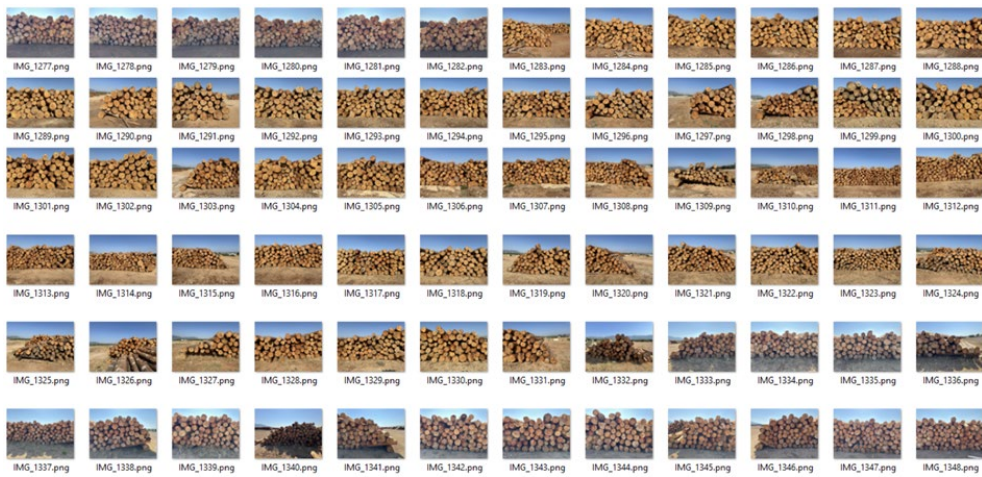 IMG_1277.png IMG_1278.png IMG_1279.png IMG_1280.png IMG_1281.png IMG_1282.png IMG_1283.png IMG_1284.png IMG_1285.png IMG_1286.png IMG_1287.png IMG_1288.png
IMG_1289.png IMG_1290.png IMG_1291.png IMG_1292.png IMG_1293.png IMG_1294.png IMG_1295.png IMG_1296.png IMG_1297.png IMG_1298.png IMG_1299.png IMG_1300.png
IMG_1301.png IMG_1302.png IMG_1303.png IMG_1304.png IMG_1305.png IMG_1306.png IMG_1307.png IMG_1308.png IMG_1309.png IMG_1310.png IMG_1311.png IMG_1312.png
IMG_1313.png IMG_1314.png IMG_1315.png IMG_1316.png IMG_1317.png IMG_1318.png IMG_1319.png IMG_1320.png IMG_1321.png IMG_1322.png IMG_1323.png IMG_1324.png
IMG_1325.png IMG_1326.png IMG_1327.png IMG_1328.png IMG_1329.png IMG_1330.png IMG_1331.png IMG_1332.png IMG_1333.png IMG_1334.png IMG_1335.png IMG_1336.png
IMG_1337.png IMG_1338.png IMG_1339.png IMG_1340.png IMG_1341.png IMG_1342.png IMG_1343.png IMG_1344.png IMG_1345.png IMG_1346.png IMG_1347.png IMG_1348.png